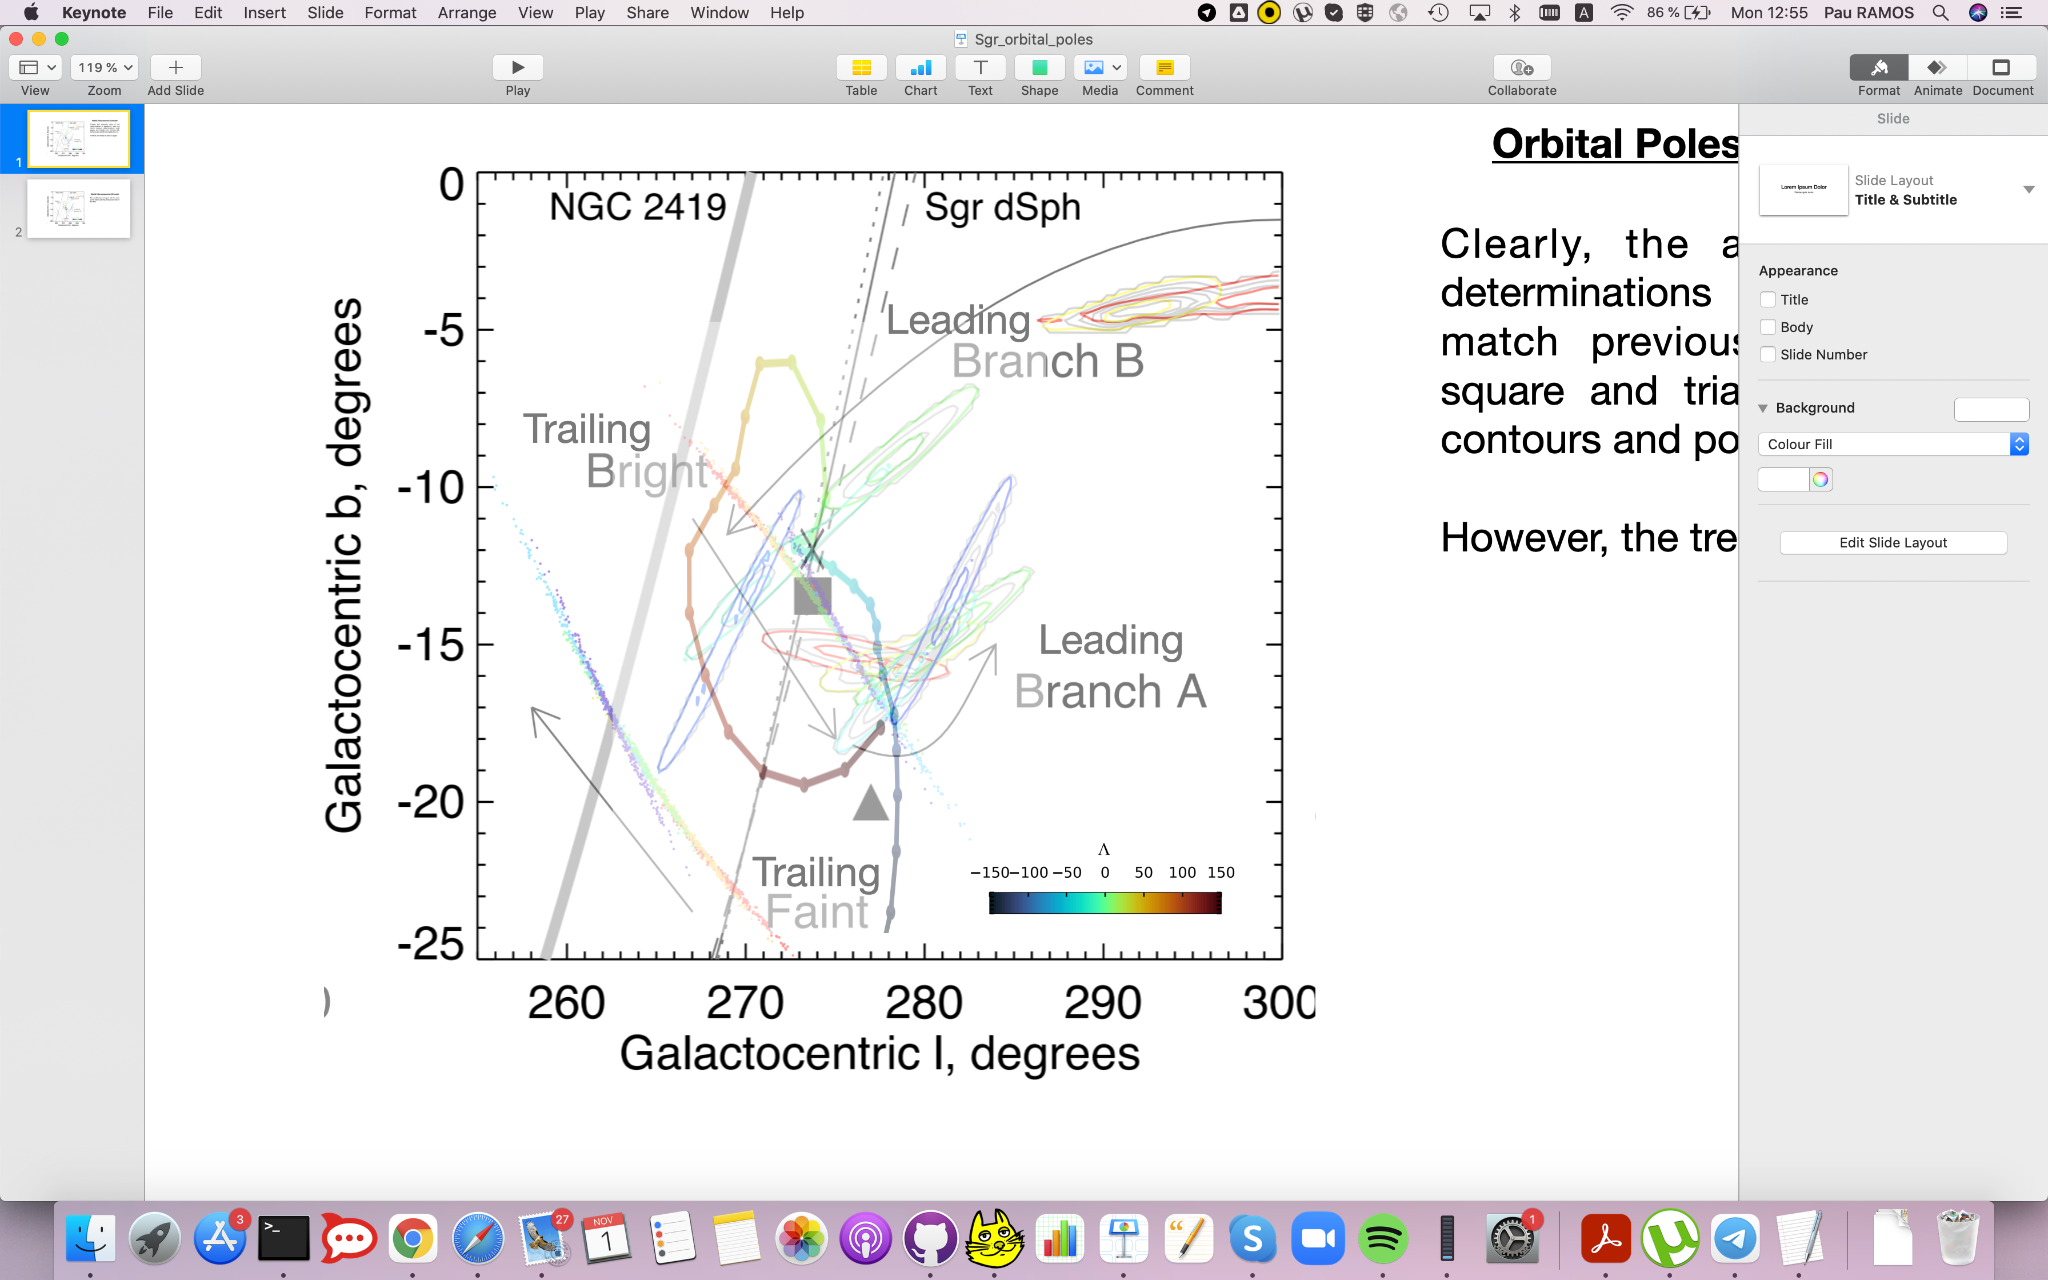 Keynote File Edit Insert Slide Format Arrange View Play Share Window Help
86 % Mon 12:55 Pau RAMOS
Sgr_orbital_poles
119 %
View Zoom Add Slide Play Table Chart Text Shape Media Comment Collaborate Format Animate Document
1
2
Slide
Slide Layout
Title & Subtitle
Appearance
Title
Body
Slide Number
Background
Colour Fill
Edit Slide Layout
Orbital Poles
Clearly, the a
determinations
match previous
square and tria
contours and po
However, the tre
NGC 2419
Sgr dSph
Leading
Branch B
Trailing
Bright
Leading
Branch A
Trailing
Faint
Λ
−150 −100 −50 0 50 100 150
Galactocentric b, degrees
0
-5
-10
-15
-20
-25
)
260 270 280 290 300
Galactocentric l, degrees
3
27
NOV
1
1